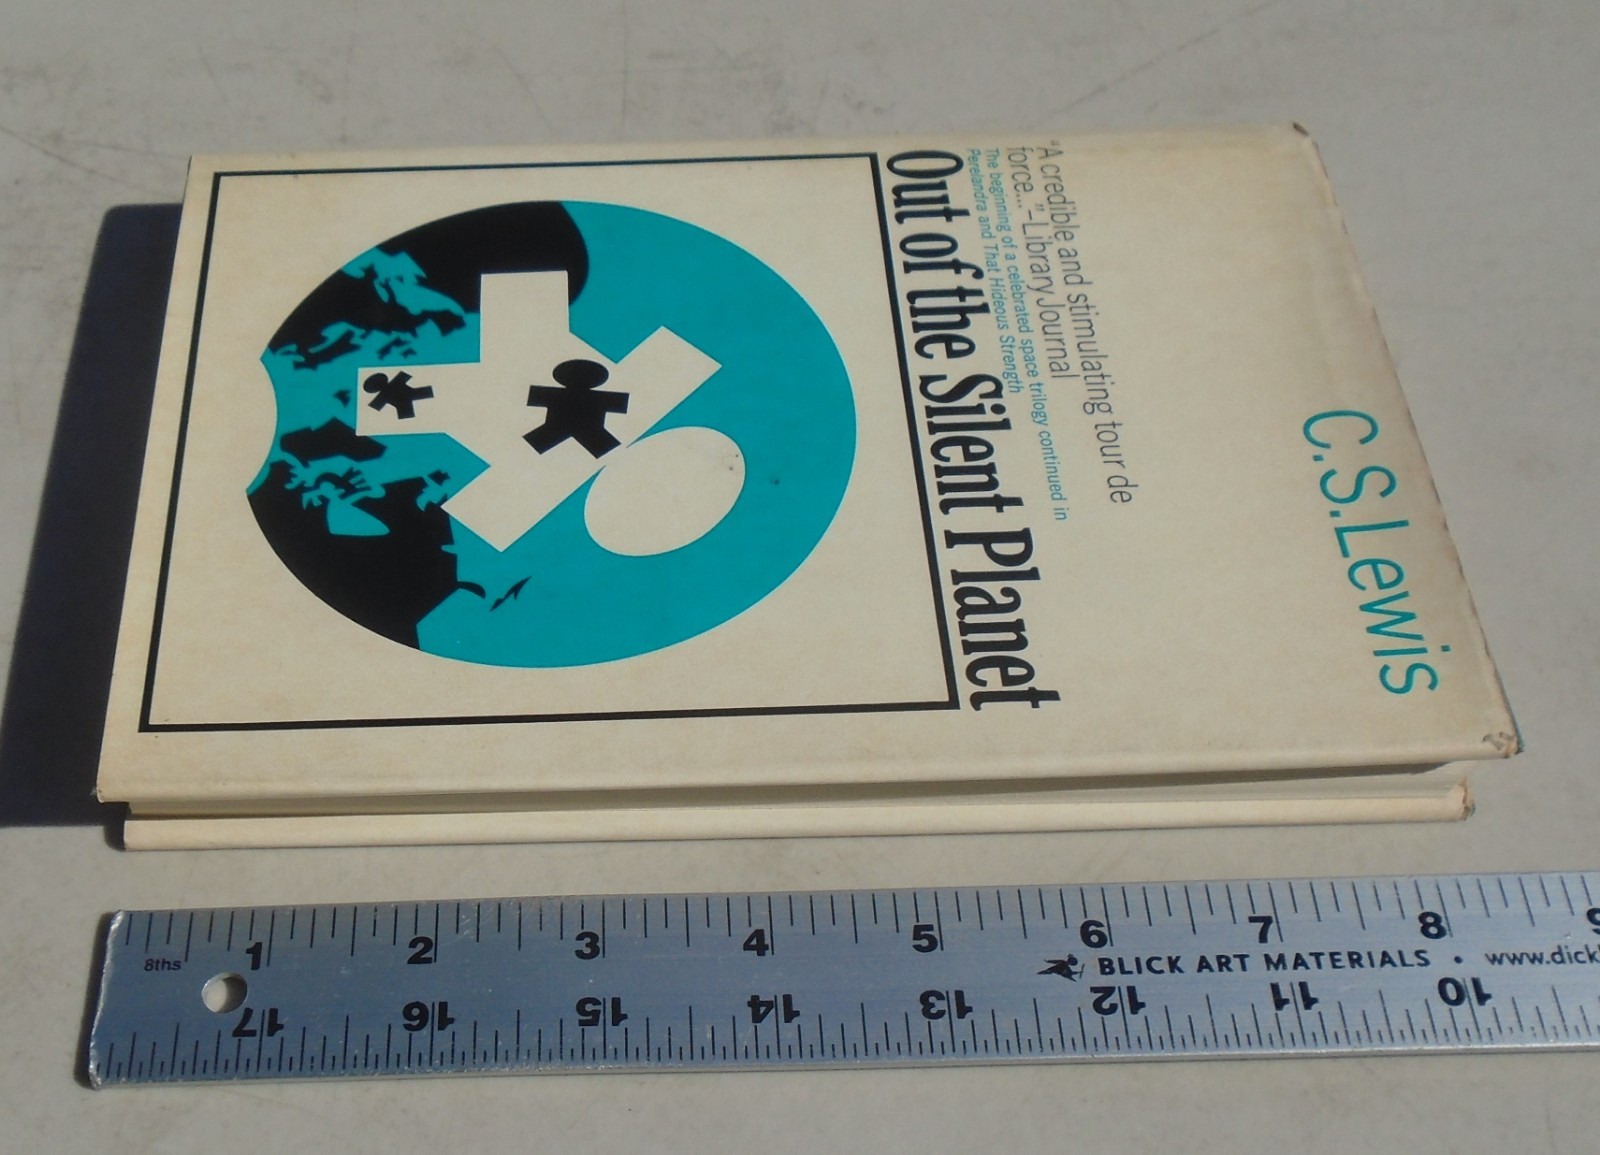 C.S.Lewis
"A credible and stimulating tour de
force..."–Library Journal
The beginning of a celebrated space trilogy continued in
Perelandra and That Hideous Strength
Out of the Silent Planet
1 2 3 4 5 6 7 8 9
8ths
BLICK ART MATERIALS • www.dick
17 16 15 14 13 12 11 10